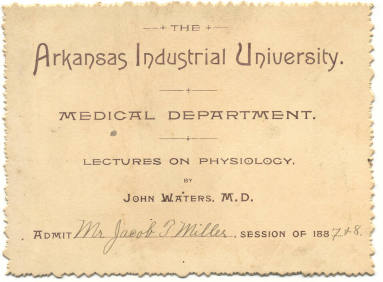 THE
Arkansas Industrial University.
MEDICAL DEPARTMENT.
LECTURES ON PHYSIOLOGY,
BY
JOHN WATERS, M.D.
ADMIT Mr Jacob T Miller, SESSION OF 1887 & 8.